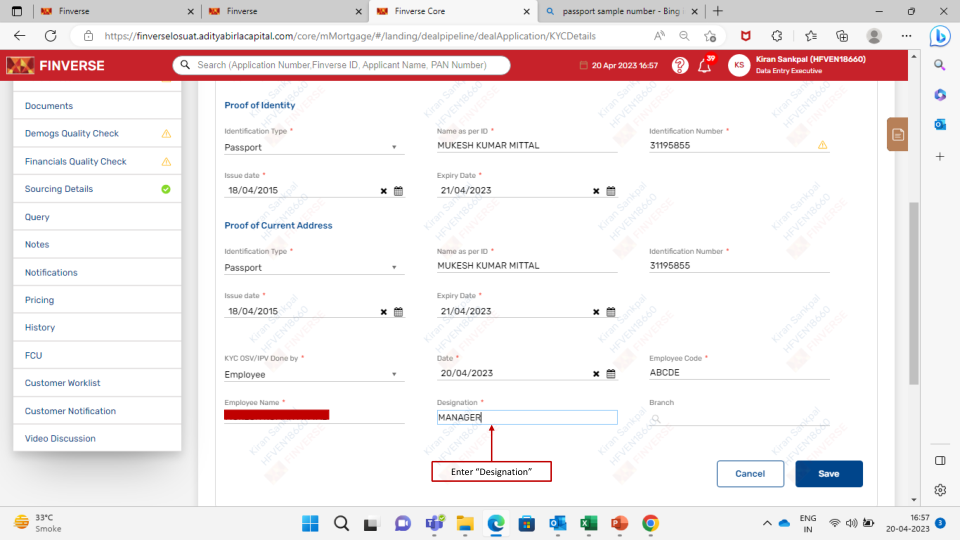 Finverse
Finverse
Finverse Core
passport sample number - Bing
https://finverselosuat.adityabirlacapital.com/core/mMortgage/#/landing/dealpipeline/dealApplication/KYCDetails
FINVERSE
Search (Application Number,Finverse ID, Applicant Name, PAN Number)
20 Apr 2023 16:57
39
KS
Kiran Sankpal (HFVEN18660)
Data Entry Executive
Documents
Demogs Quality Check
Financials Quality Check
Sourcing Details
Query
Notes
Notifications
Pricing
History
FCU
Customer Worklist
Customer Notification
Video Discussion
Proof of Identity
Identification Type *
Name as per ID *
Identification Number *
Passport
MUKESH KUMAR MITTAL
31195855
Issue date *
Expiry Date *
18/04/2015
21/04/2023
Proof of Current Address
Identification Type *
Name as per ID *
Identification Number *
Passport
MUKESH KUMAR MITTAL
31195855
Issue date *
Expiry Date *
18/04/2015
21/04/2023
KYC OSV/IPV Done by *
Date *
Employee Code *
Employee
20/04/2023
ABCDE
Employee Name *
Designation *
Branch
MANAGER
Enter “Designation”
Cancel
Save
Kiran Sankpal
HFVEN18660
FINVERSE
33°C
Smoke
ENG
IN
16:57
20-04-2023
3